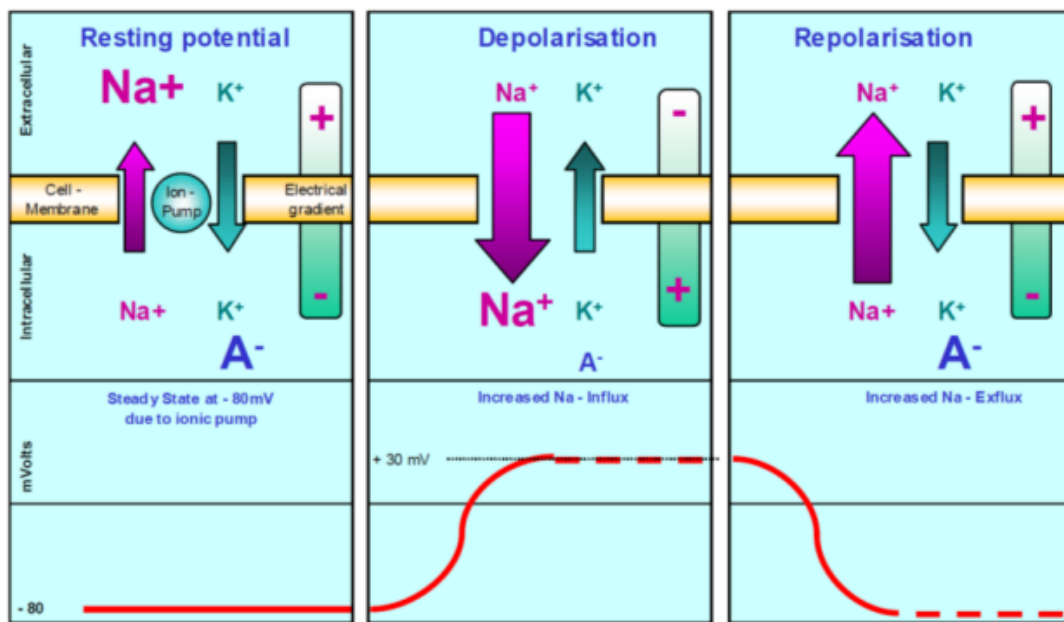 Resting potential
Extracellular
Na+
K⁺
+
Cell -
Membrane
Ion -
Pump
Electrical
gradient
Intracellular
Na+
K⁺
-
A⁻
Steady State at - 80mV
due to ionic pump
mVolts
- 80
Depolarisation
Na⁺
K⁺
-
Na⁺
K⁺
+
A⁻
Increased Na - Influx
+ 30 mV
Repolarisation
Na⁺
K⁺
+
Na+
K⁺
-
A⁻
Increased Na - Exflux